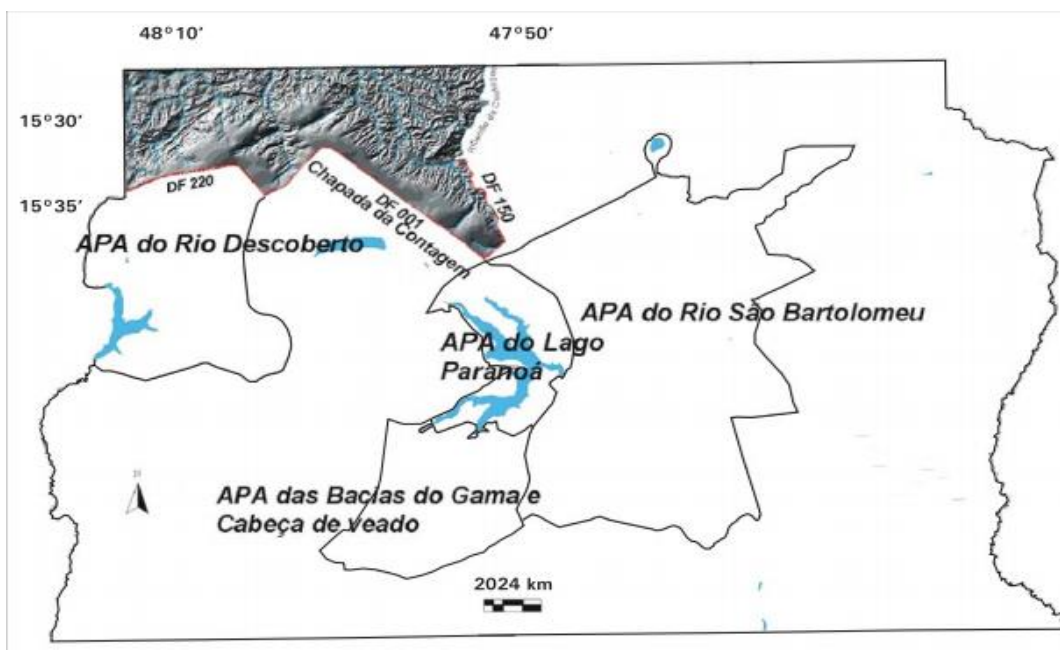 48°10’
47°50’
15°30’
15°35’
DF 220
DF 001
Chapada da Contagem
DF 150
APA do Rio Descoberto
APA do Rio São Bartolomeu
APA do Lago
Paranoá
APA das Bacias do Gama e
Cabeça de veado
2024 km